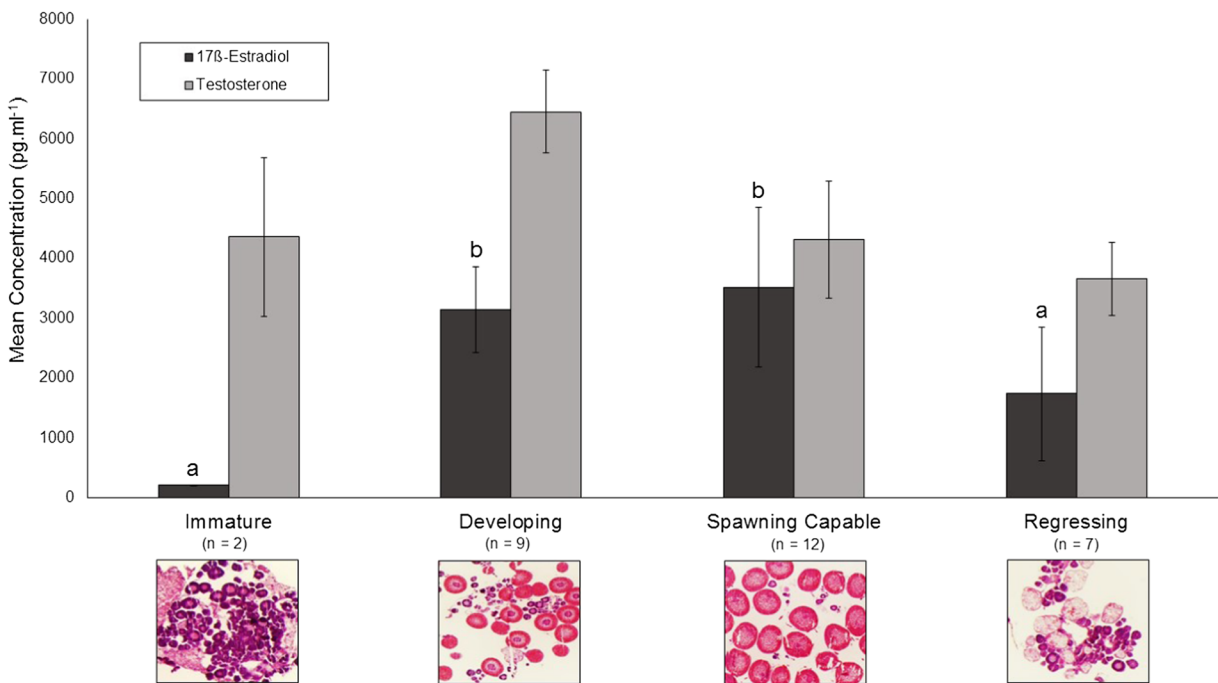 8000
7000
6000
5000
4000
3000
2000
1000
0
Mean Concentration (pg.ml-1)
17ß-Estradiol
Testosterone
a
b
b
a
Immature
(n = 2)
Developing
(n = 9)
Spawning Capable
(n = 12)
Regressing
(n = 7)